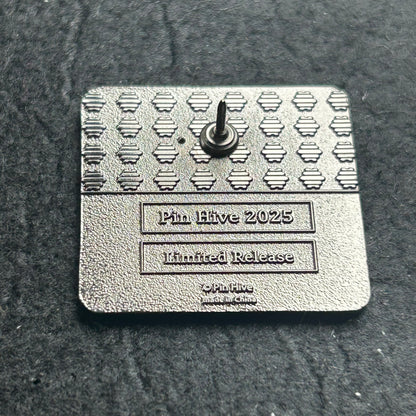 Pin Hive 2025
Limited Release
© Pin Hive
made in China